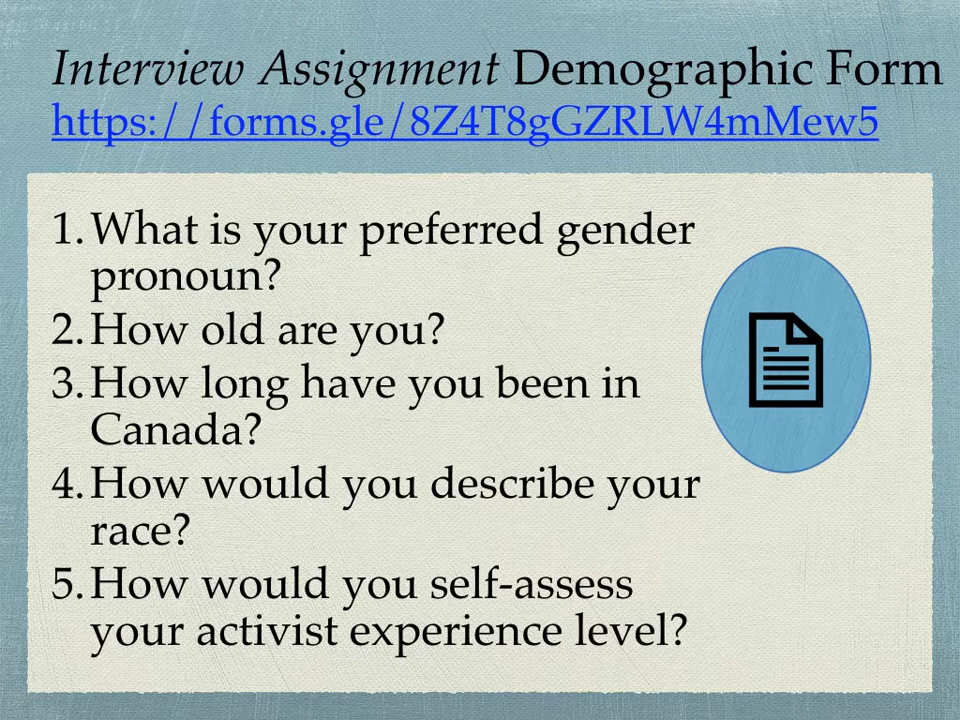 Interview Assignment Demographic Form
https://forms.gle/8Z4T8gGZRLW4mMew5
1. What is your preferred gender
pronoun?
2. How old are you?
3. How long have you been in
Canada?
4. How would you describe your
race?
5. How would you self-assess
your activist experience level?